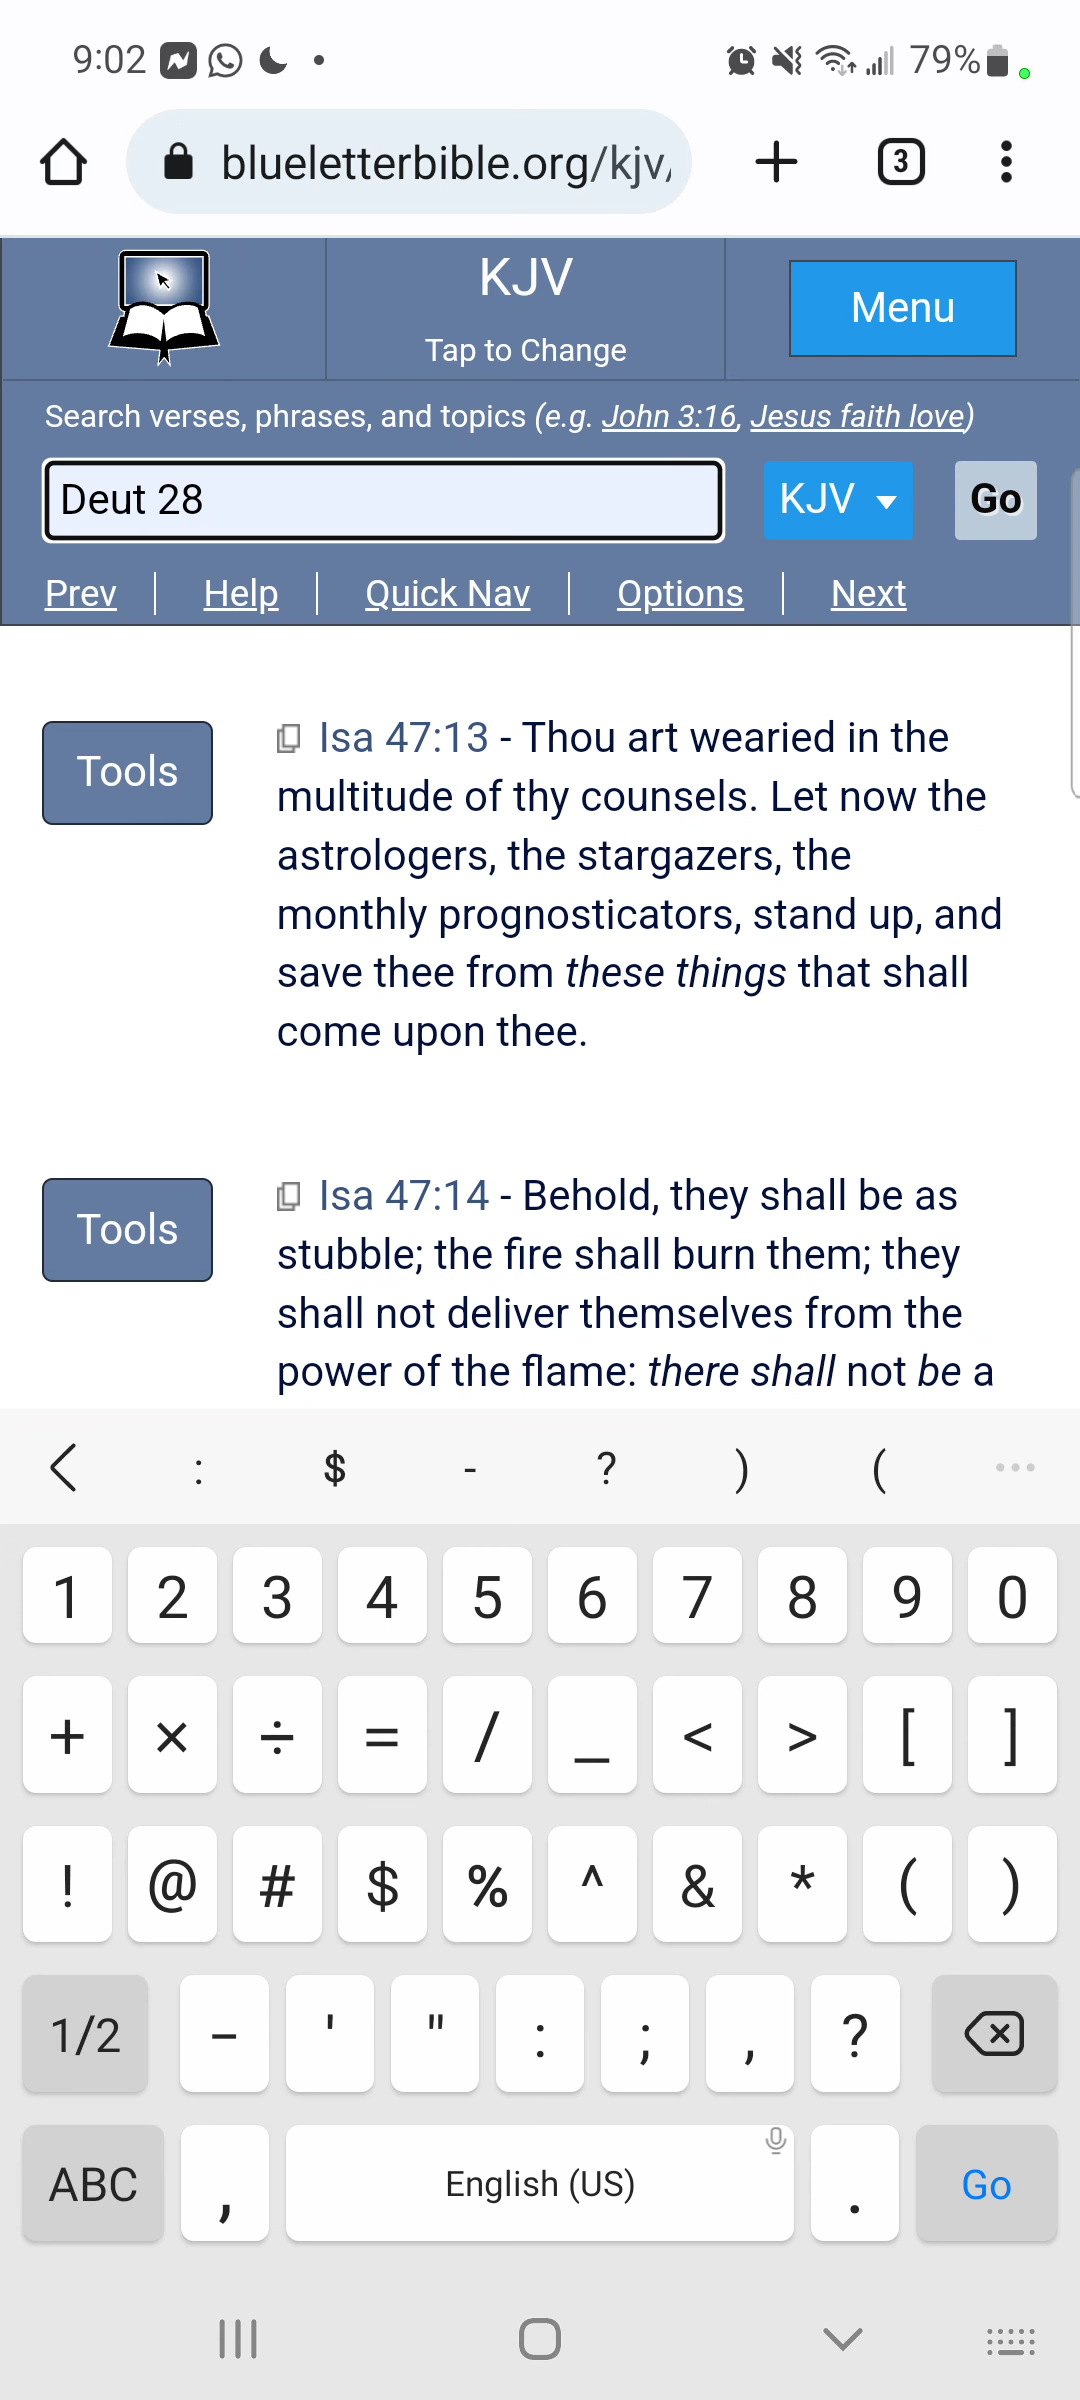 9:02 79%
blueletterbible.org/kjv/ 3
KJV
Tap to Change
Menu
Search verses, phrases, and topics (e.g. John 3:16, Jesus faith love)
Deut 28 KJV Go
Prev Help Quick Nav Options Next
Tools
Isa 47:13 - Thou art wearied in the
multitude of thy counsels. Let now the
astrologers, the stargazers, the
monthly prognosticators, stand up, and
save thee from these things that shall
come upon thee.
Tools
Isa 47:14 - Behold, they shall be as
stubble; the fire shall burn them; they
shall not deliver themselves from the
power of the flame: there shall not be a
: $ - ? ) ( ...
1 2 3 4 5 6 7 8 9 0
+ × ÷ = / _ < > [ ]
! @ # $ % ^ & * ( )
1/2 - ' " : ; , ?
ABC , English (US) . Go